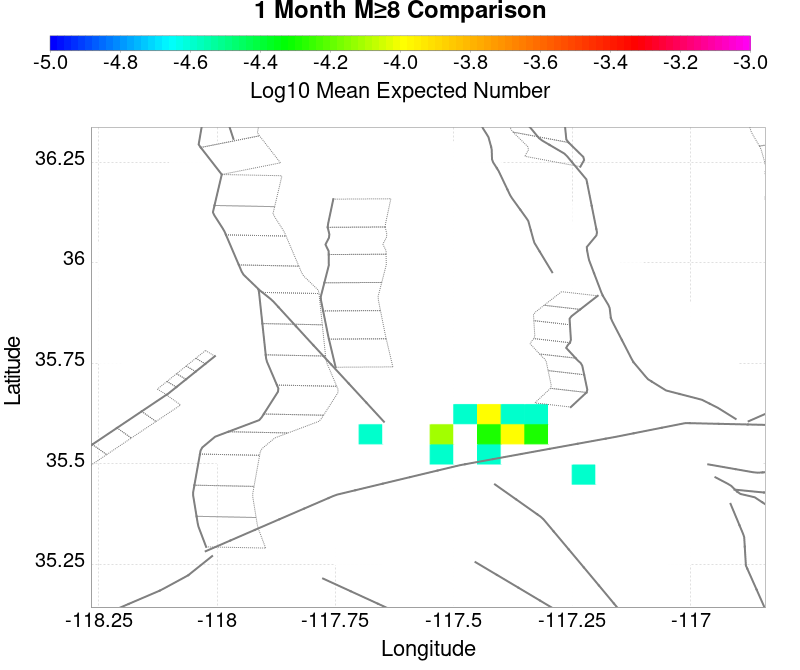 1 Month M≥8 Comparison
-5.0 -4.8 -4.6 -4.4 -4.2 -4.0 -3.8 -3.6 -3.4 -3.2 -3.0
Log10 Mean Expected Number
36.25
36
35.75
35.5
35.25
Latitude
-118.25 -118 -117.75 -117.5 -117.25 -117
Longitude